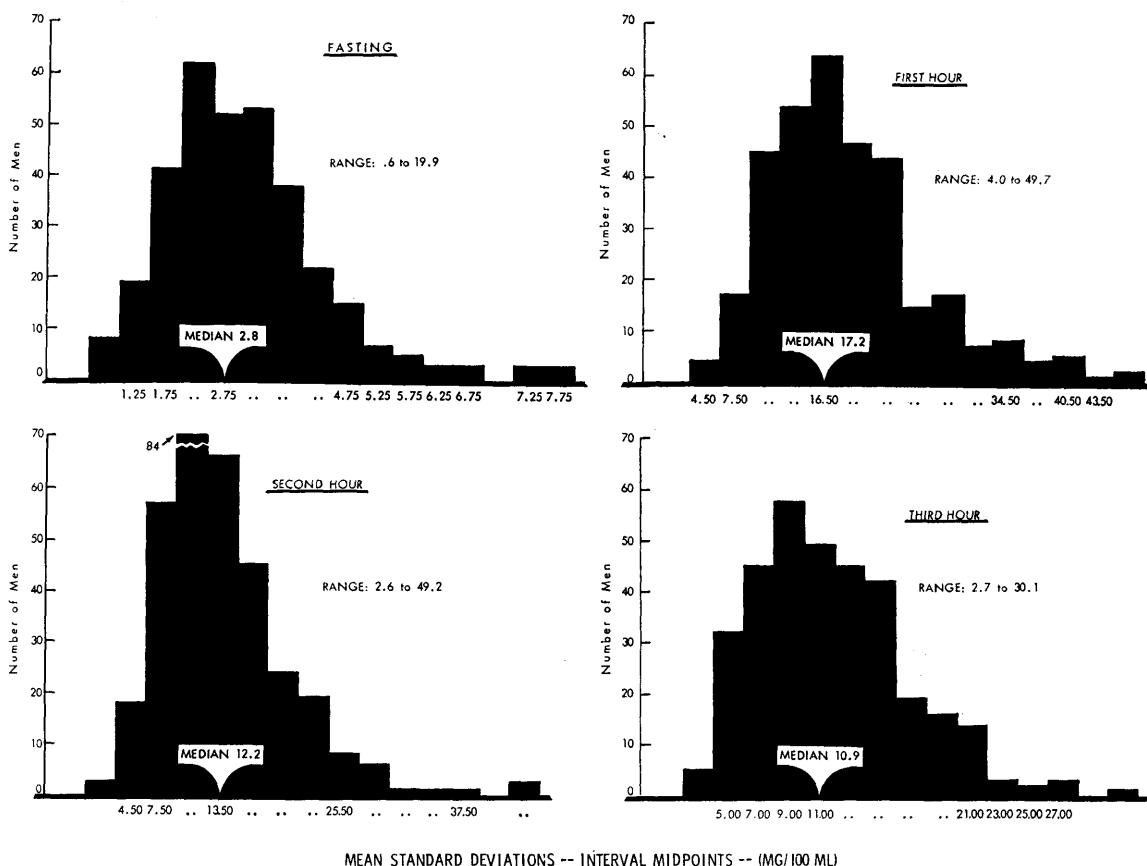 70
60
50
40
30
20
10
0
Number of Men
FASTING
RANGE: .6 to 19.9
MEDIAN 2.8
1.25 1.75 .. 2.75 .. .. .. 4.75 5.25 5.75 6.25 6.75 7.25 7.75
70
60
50
40
30
20
10
0
Number of Men
FIRST HOUR
RANGE: 4.0 to 49.7
MEDIAN 17.2
4.50 7.50 .. .. 16.50 .. .. .. .. .. 34.50 .. 40.50 43.50
70
60
50
40
30
20
10
0
Number of Men
84
SECOND HOUR
RANGE: 2.6 to 49.2
MEDIAN 12.2
4.50 7.50 .. 13.50 .. .. .. 25.50 .. .. .. 37.50 ..
70
60
50
40
30
20
10
0
Number of Men
THIRD HOUR
RANGE: 2.7 to 30.1
MEDIAN 10.9
5.00 7.00 9.00 11.00 .. .. .. .. 21.00 23.00 25.00 27.00
MEAN STANDARD DEVIATIONS -- INTERVAL MIDPOINTS -- (MG/100 ML)